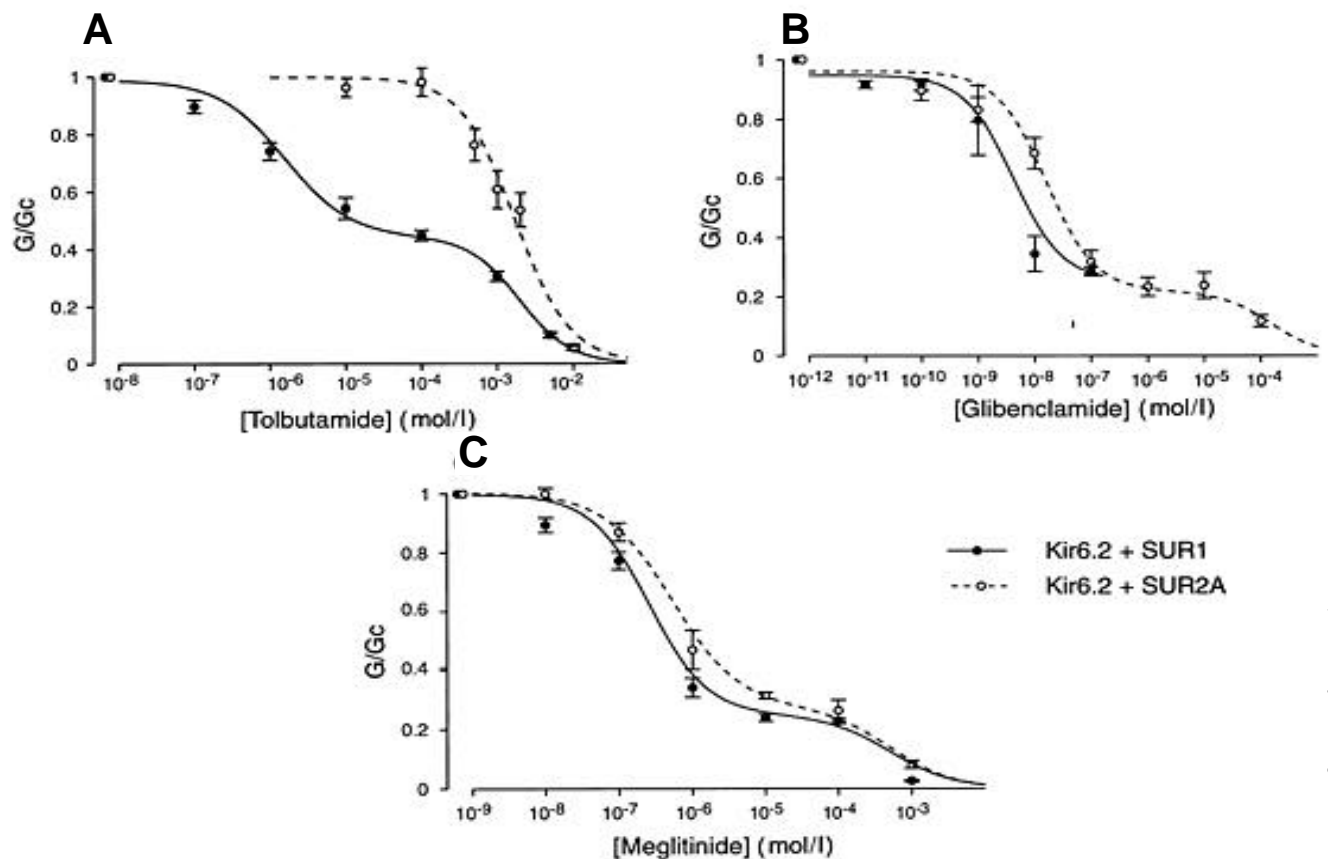 A
G/Gc
1
0.8
0.6
0.4
0.2
0
10-8 10-7 10-6 10-5 10-4 10-3 10-2
[Tolbutamide] (mol/l)
B
G/Gc
1
0.8
0.6
0.4
0.2
0
10-12 10-11 10-10 10-9 10-8 10-7 10-6 10-5 10-4
[Glibenclamide] (mol/l)
C
G/Gc
1
0.8
0.6
0.4
0.2
0
10-9 10-8 10-7 10-6 10-5 10-4 10-3
[Meglitinide] (mol/l)
Kir6.2 + SUR1
Kir6.2 + SUR2A